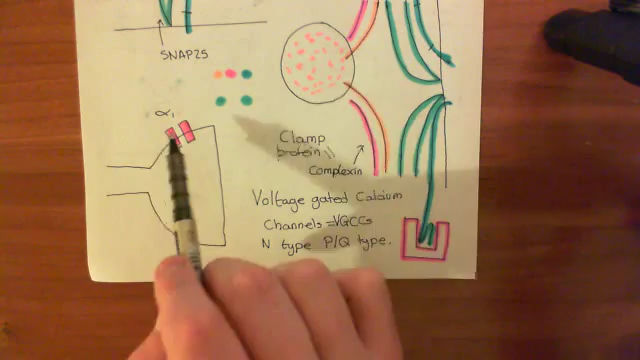 SNAP25
α1
Clamp
protein
Complexin
Voltage gated Calcium
Channels = VGCCs
N type P/Q type.